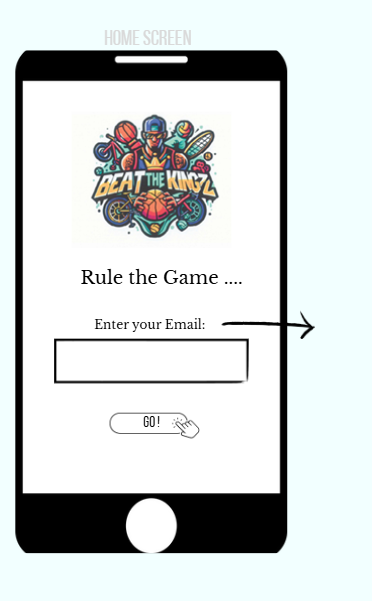 HOME SCREEN
BEAT THE KINGZ
Rule the Game ....
Enter your Email:
GO!